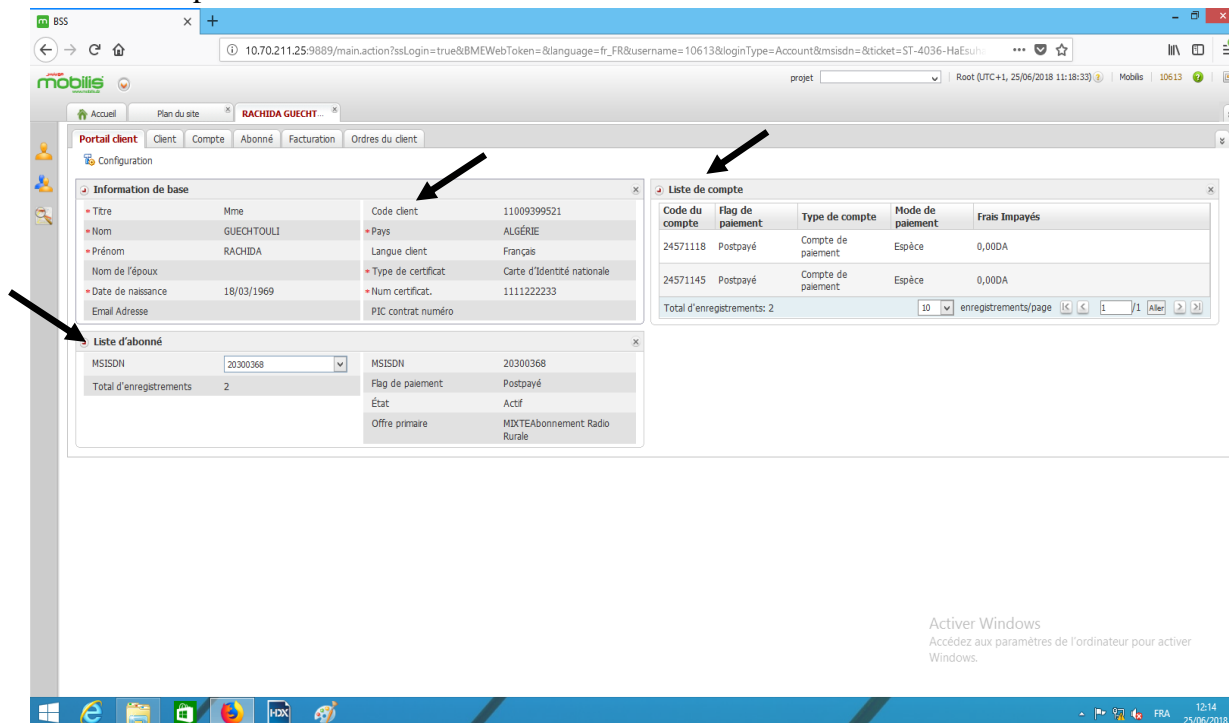 BSS
10.70.211.25:9889/main.action?ssLogin=true&BMEWebToken=&language=fr_FR&username=10613&loginType=Account&msisdn=&ticket=ST-4036-HaEsuh
mobilis
projet
Root (UTC+1, 25/06/2018 11:18:33) Mobilis 10613
Accueil Plan du site RACHIDA GUECHT...
Portail client Client Compte Abonné Facturation Ordres du client
Configuration
Information de base
* Titre Mme Code client 11009399521
* Nom GUECHTOULI * Pays ALGÉRIE
* Prénom RACHIDA Langue client Français
Nom de l'époux * Type de certificat Carte d'Identité nationale
* Date de naissance 18/03/1969 * Num certificat. 1111222233
Email Adresse PIC contrat numéro
Liste de compte
Code du compte Flag de paiement Type de compte Mode de paiement Frais Impayés
24571118 Postpayé Compte de paiement Espèce 0,00DA
24571145 Postpayé Compte de paiement Espèce 0,00DA
Total d'enregistrements: 2 10 enregistrements/page 1 /1 Aller
Liste d'abonné
MSISDN 20300368 MSISDN 20300368
Total d'enregistrements 2 Flag de paiement Postpayé
État Actif
Offre primaire MIXTEAbonnement Radio
Rurale
Activer Windows
Accédez aux paramètres de l'ordinateur pour activer
Windows.
HDX
FRA 12:14
25/06/2018